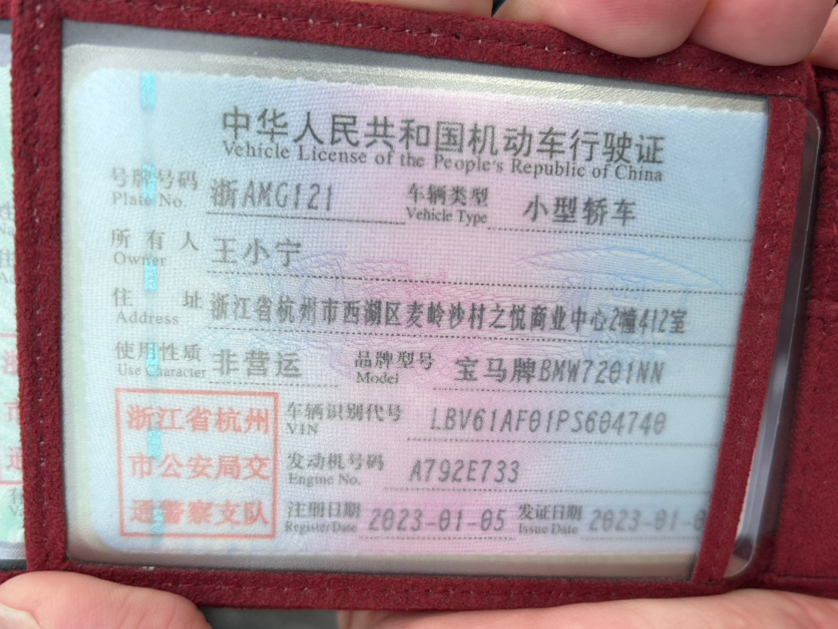 中华人民共和国机动车行驶证
Vehicle License of the People's Republic of China
号牌号码 浙AMG121 车辆类型 小型轿车
Plate No. Vehicle Type
所有人 王小宁
Owner
住址 浙江省杭州市西湖区麦岭沙村之悦商业中心2幢412室
Address
使用性质 非营运 品牌型号 宝马牌BMW7201NN
Use Character Model
浙江省杭州
市公安局交
通警察支队
车辆识别代号 LBV61AF01PS604740
VIN
发动机号码 A792E733
Engine No.
注册日期 2023-01-05 发证日期 2023-01-0
Register Date Issue Date